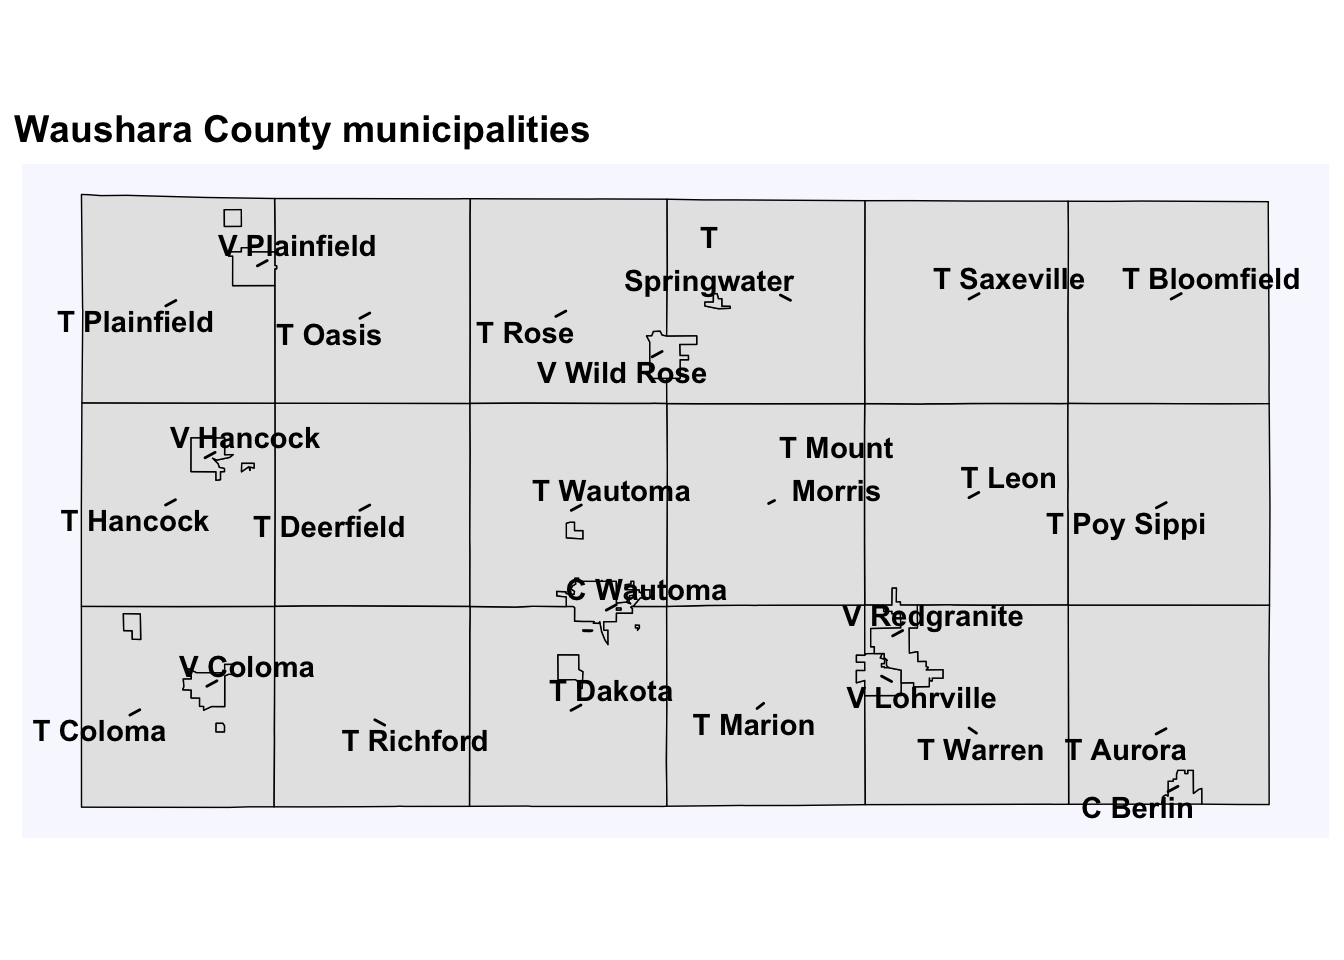 Waushara County municipalities
T
V Plainfield
Springwater
T Saxeville
T Bloomfield
T Plainfield
T Oasis
T Rose
V Wild Rose
V Hancock
T Mount
Morris
T Leon
T Wautoma
T Hancock
T Deerfield
T Poy Sippi
C Wautoma
V Redgranite
V Coloma
T Dakota
V Lohrville
T Coloma
T Richford
T Marion
T Warren
T Aurora
C Berlin